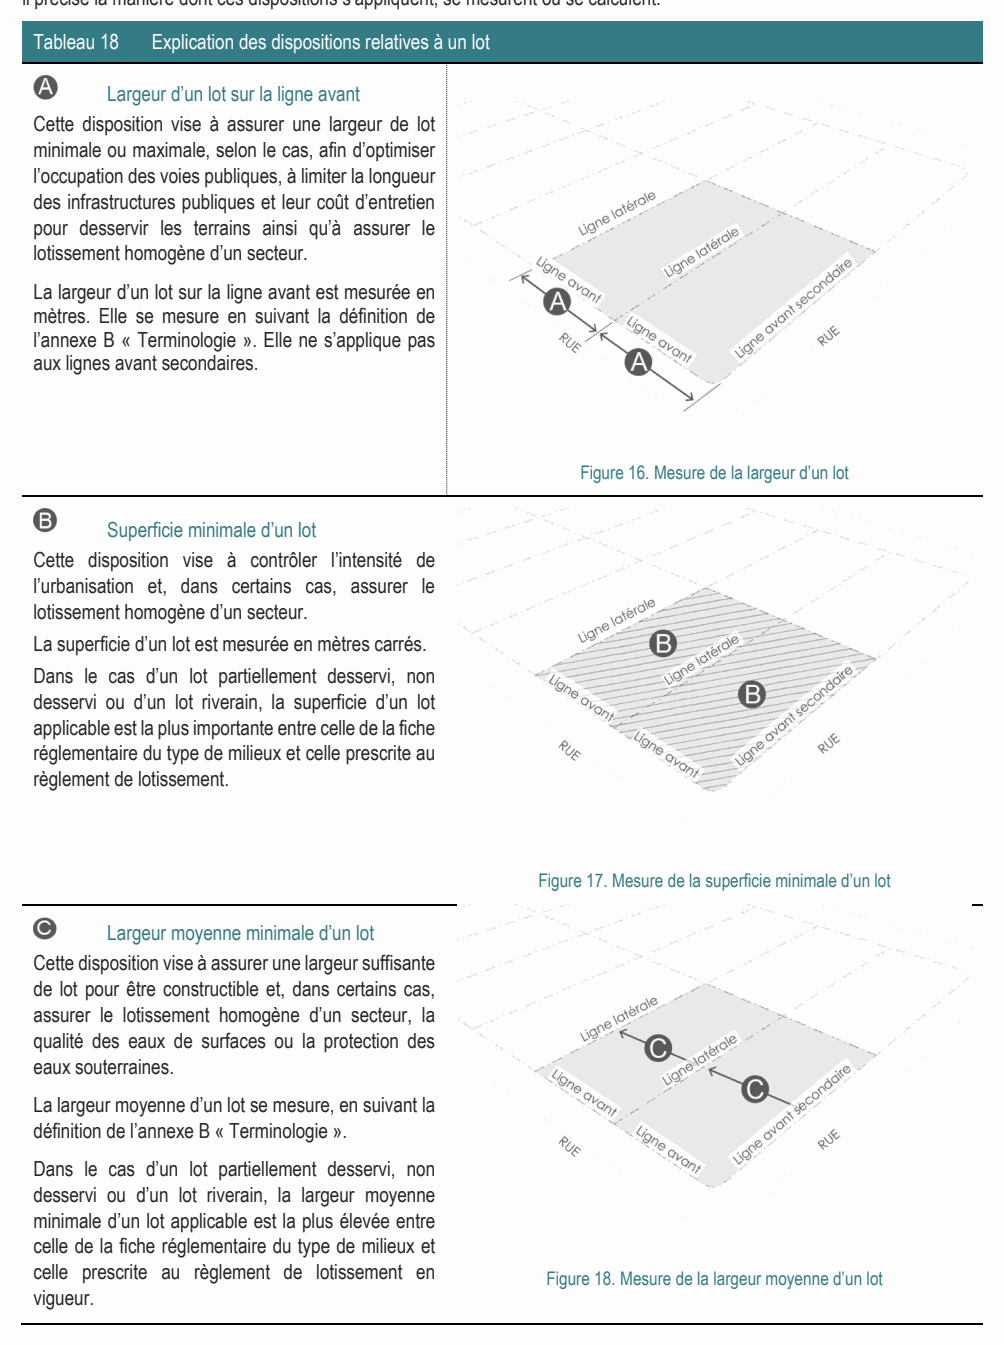 il précise la manière dont ces dispositions s'appliquent, se mesurent ou se calculent.
Tableau 18 Explication des dispositions relatives à un lot
A Largeur d'un lot sur la ligne avant
Cette disposition vise à assurer une largeur de lot
minimale ou maximale, selon le cas, afin d'optimiser
l'occupation des voies publiques, à limiter la longueur
des infrastructures publiques et leur coût d'entretien
pour desservir les terrains ainsi qu'à assurer le
lotissement homogène d'un secteur.
La largeur d'un lot sur la ligne avant est mesurée en
mètres. Elle se mesure en suivant la définition de
l'annexe B « Terminologie ». Elle ne s'applique pas
aux lignes avant secondaires.
Ligne latérale
Ligne latérale
Ligne avant
A
RUE
Ligne avant
A
Ligne avant secondaire
RUE
Figure 16. Mesure de la largeur d'un lot
B Superficie minimale d'un lot
Cette disposition vise à contrôler l'intensité de
l'urbanisation et, dans certains cas, assurer le
lotissement homogène d'un secteur.
La superficie d'un lot est mesurée en mètres carrés.
Dans le cas d'un lot partiellement desservi, non
desservi ou d'un lot riverain, la superficie d'un lot
applicable est la plus importante entre celle de la fiche
réglementaire du type de milieux et celle prescrite au
règlement de lotissement.
Ligne latérale
B
Ligne latérale
B
Ligne avant
Ligne avant
RUE
Ligne avant secondaire
RUE
Figure 17. Mesure de la superficie minimale d'un lot
C Largeur moyenne minimale d'un lot
Cette disposition vise à assurer une largeur suffisante
de lot pour être constructible et, dans certains cas,
assurer le lotissement homogène d'un secteur, la
qualité des eaux de surfaces ou la protection des
eaux souterraines.
La largeur moyenne d'un lot se mesure, en suivant la
définition de l'annexe B « Terminologie ».
Dans le cas d'un lot partiellement desservi, non
desservi ou d'un lot riverain, la largeur moyenne
minimale d'un lot applicable est la plus élevée entre
celle de la fiche réglementaire du type de milieux et
celle prescrite au règlement de lotissement en
vigueur.
Ligne latérale
C
Ligne latérale
C
Ligne avant
Ligne avant
RUE
Ligne avant secondaire
RUE
Figure 18. Mesure de la largeur moyenne d'un lot